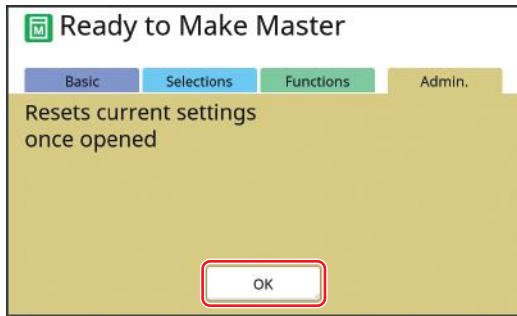 M Ready to Make Master
Basic Selections Functions Admin.
Resets current settings
once opened
OK